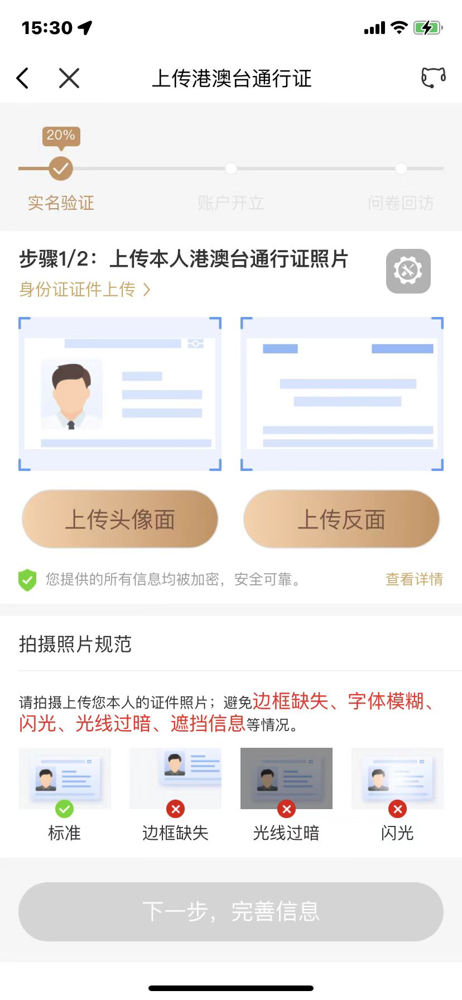 15:30
上传港澳台通行证
20%
实名验证
账户开立
问卷回访
步骤1/2：上传本人港澳台通行证照片
身份证证件上传 >
上传头像面
上传反面
您提供的所有信息均被加密，安全可靠。
查看详情
拍摄照片规范
请拍摄上传您本人的证件照片；避免边框缺失、字体模糊、
闪光、光线过暗、遮挡信息等情况。
标准
边框缺失
光线过暗
闪光
下一步，完善信息